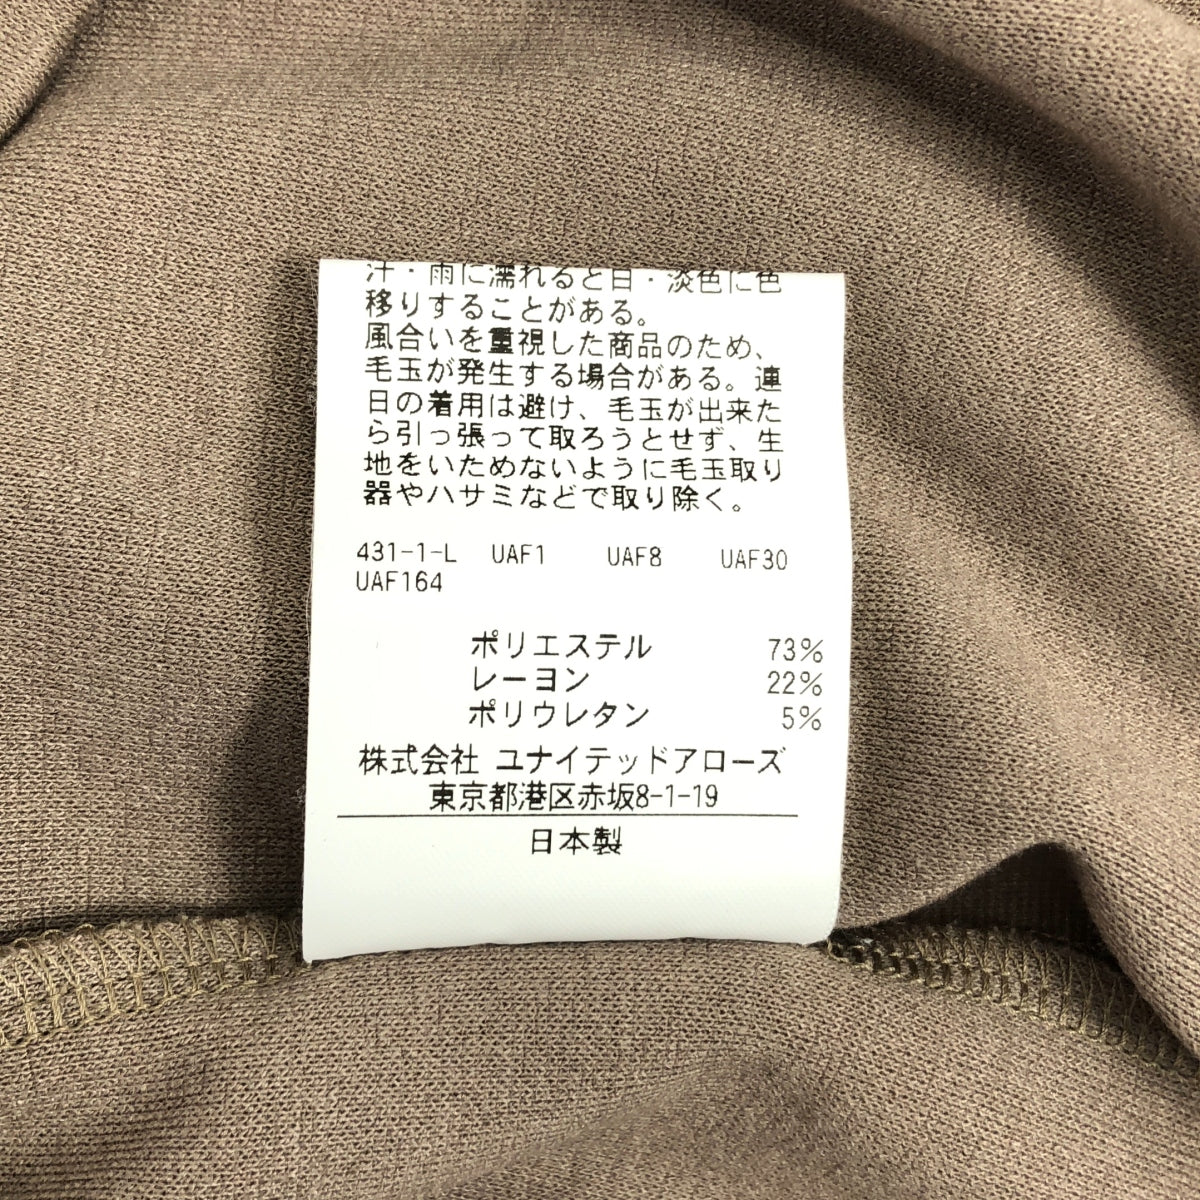 汗・雨に濡れると白・淡色に色
移りすることがある。
風合いを重視した商品のため、
毛玉が発生する場合がある。連
日の着用は避け、毛玉が出来た
ら引っ張って取ろうとせず、生
地をいためないように毛玉取り
器やハサミなどで取り除く。
431-1-L UAF1 UAF8 UAF30
UAF164
ポリエステル 73%
レーヨン 22%
ポリウレタン 5%
株式会社 ユナイテッドアローズ
東京都港区赤坂8-1-19
日本製